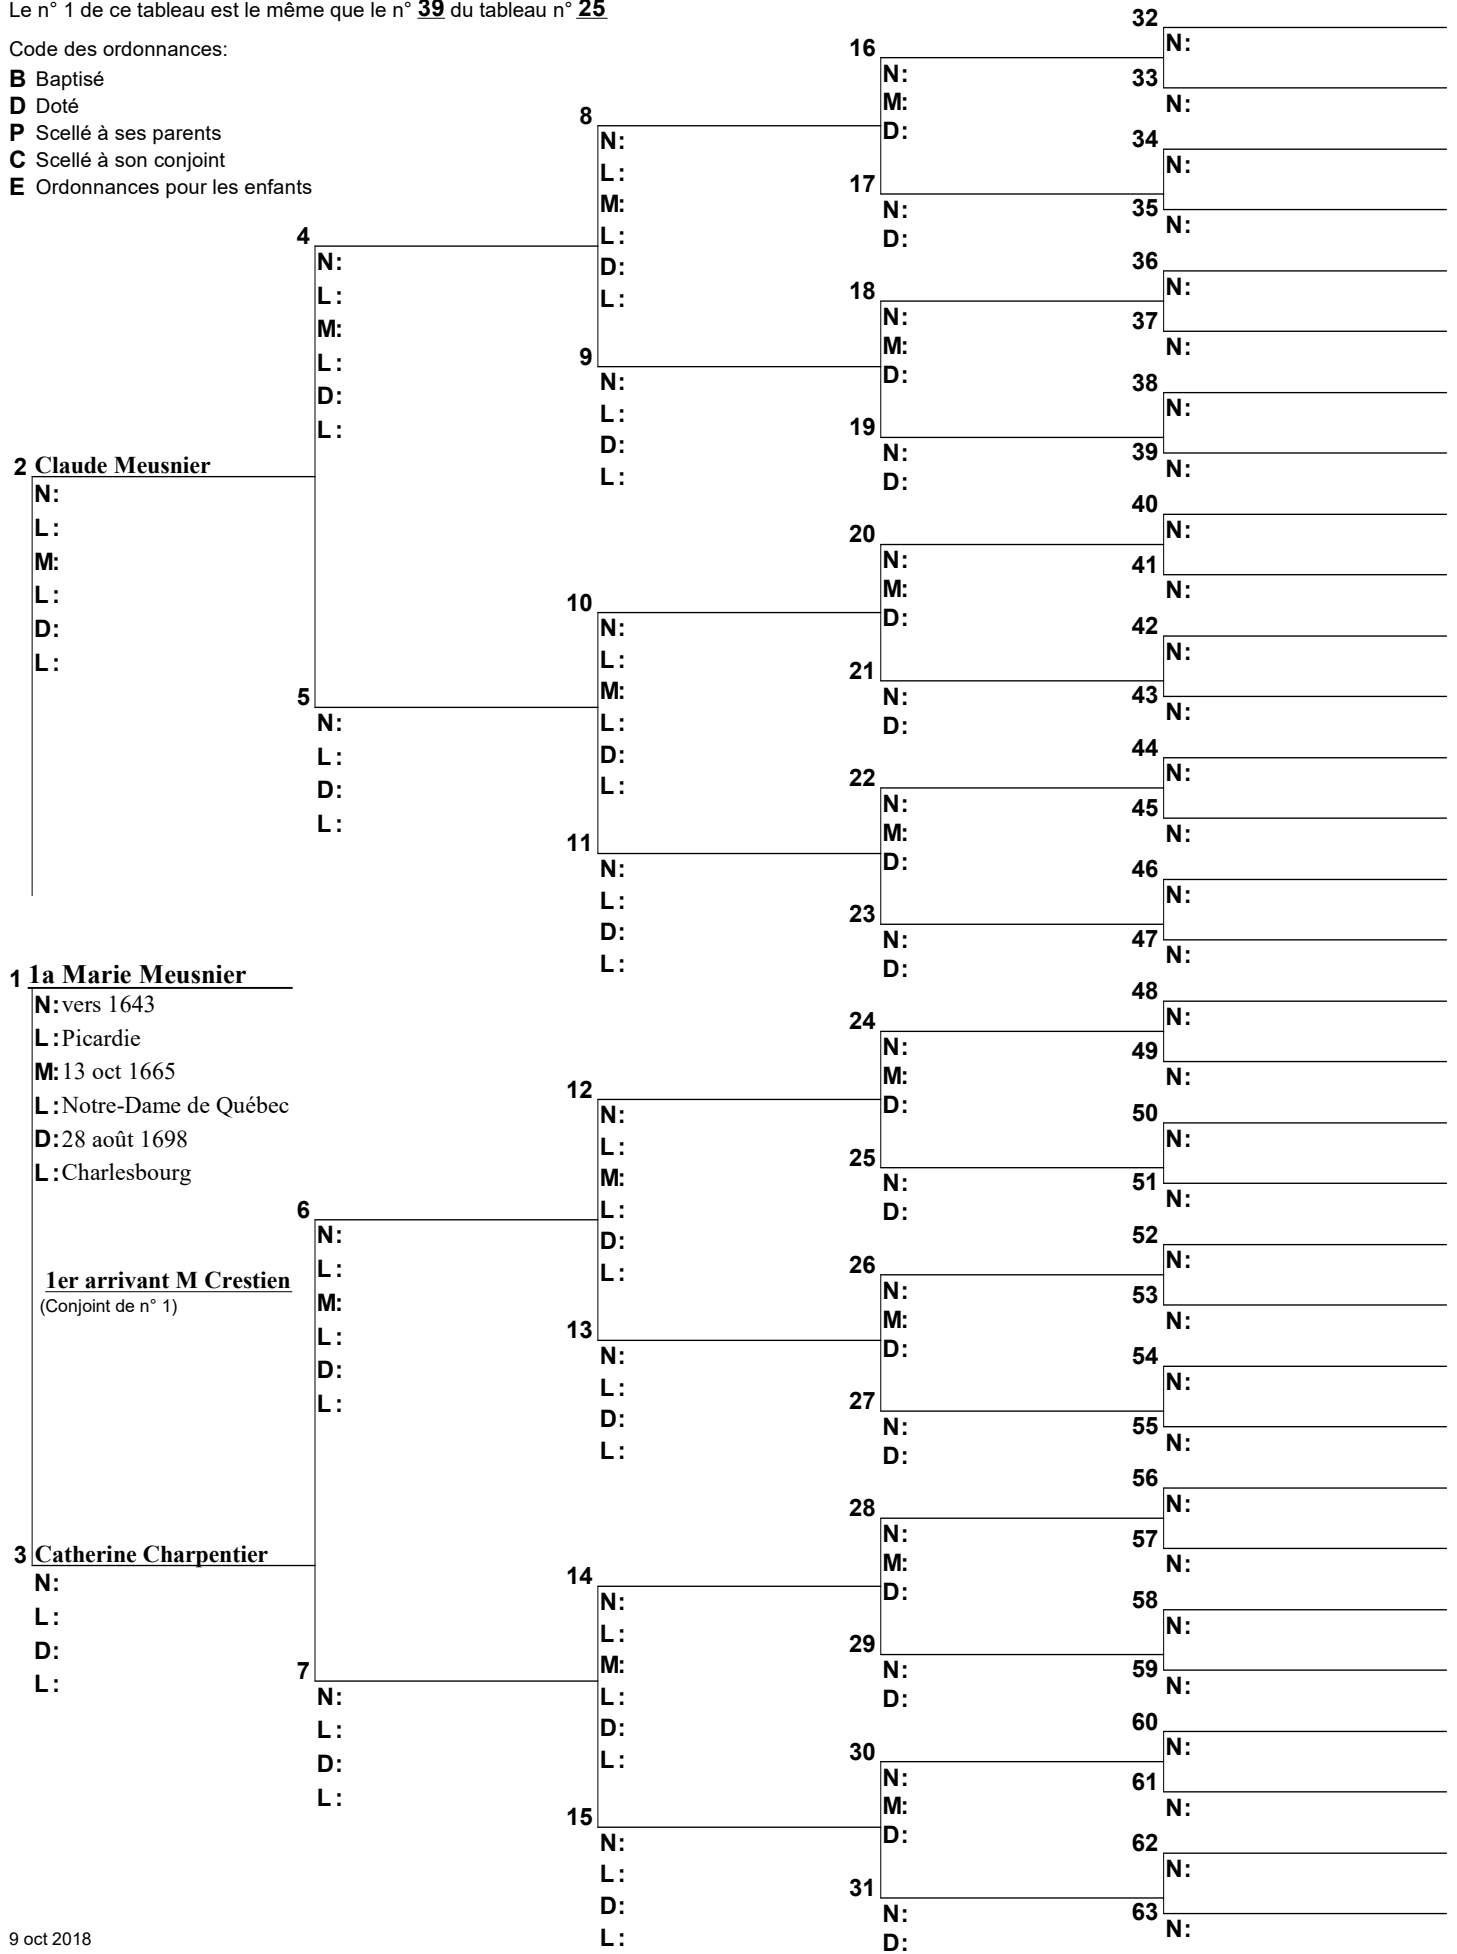 Le n° 1 de ce tableau est le même que le n° 39 du tableau n° 25
Code des ordonnances:
B Baptisé
D Doté
P Scellé à ses parents
C Scellé à son conjoint
E Ordonnances pour les enfants
2 Claude Meusnier
N:
L:
M:
L:
D:
L:
1 1a Marie Meusnier
N: vers 1643
L: Picardie
M: 13 oct 1665
L: Notre-Dame de Québec
D: 28 août 1698
L: Charlesbourg
1er arrivant M Crestien
(Conjoint de n° 1)
3 Catherine Charpentier
N:
L:
D:
L:
4
N:
L:
M:
L:
D:
L:
5
N:
L:
D:
L:
6
N:
L:
M:
L:
D:
L:
7
N:
L:
D:
L:
8
N:
L:
M:
L:
D:
L:
9
N:
L:
D:
L:
10
N:
L:
M:
L:
D:
L:
11
N:
L:
D:
L:
12
N:
L:
M:
L:
D:
L:
13
N:
L:
D:
L:
14
N:
L:
M:
L:
D:
L:
15
N:
L:
D:
L:
16
N:
M:
D:
17
N:
D:
18
N:
M:
D:
19
N:
D:
20
N:
M:
D:
21
N:
D:
22
N:
M:
D:
23
N:
D:
24
N:
M:
D:
25
N:
D:
26
N:
M:
D:
27
N:
D:
28
N:
M:
D:
29
N:
D:
30
N:
M:
D:
31
N:
D:
32
N:
33
N:
34
N:
35
N:
36
N:
37
N:
38
N:
39
N:
40
N:
41
N:
42
N:
43
N:
44
N:
45
N:
46
N:
47
N:
48
N:
49
N:
50
N:
51
N:
52
N:
53
N:
54
N:
55
N:
56
N:
57
N:
58
N:
59
N:
60
N:
61
N:
62
N:
63
N:
9 oct 2018